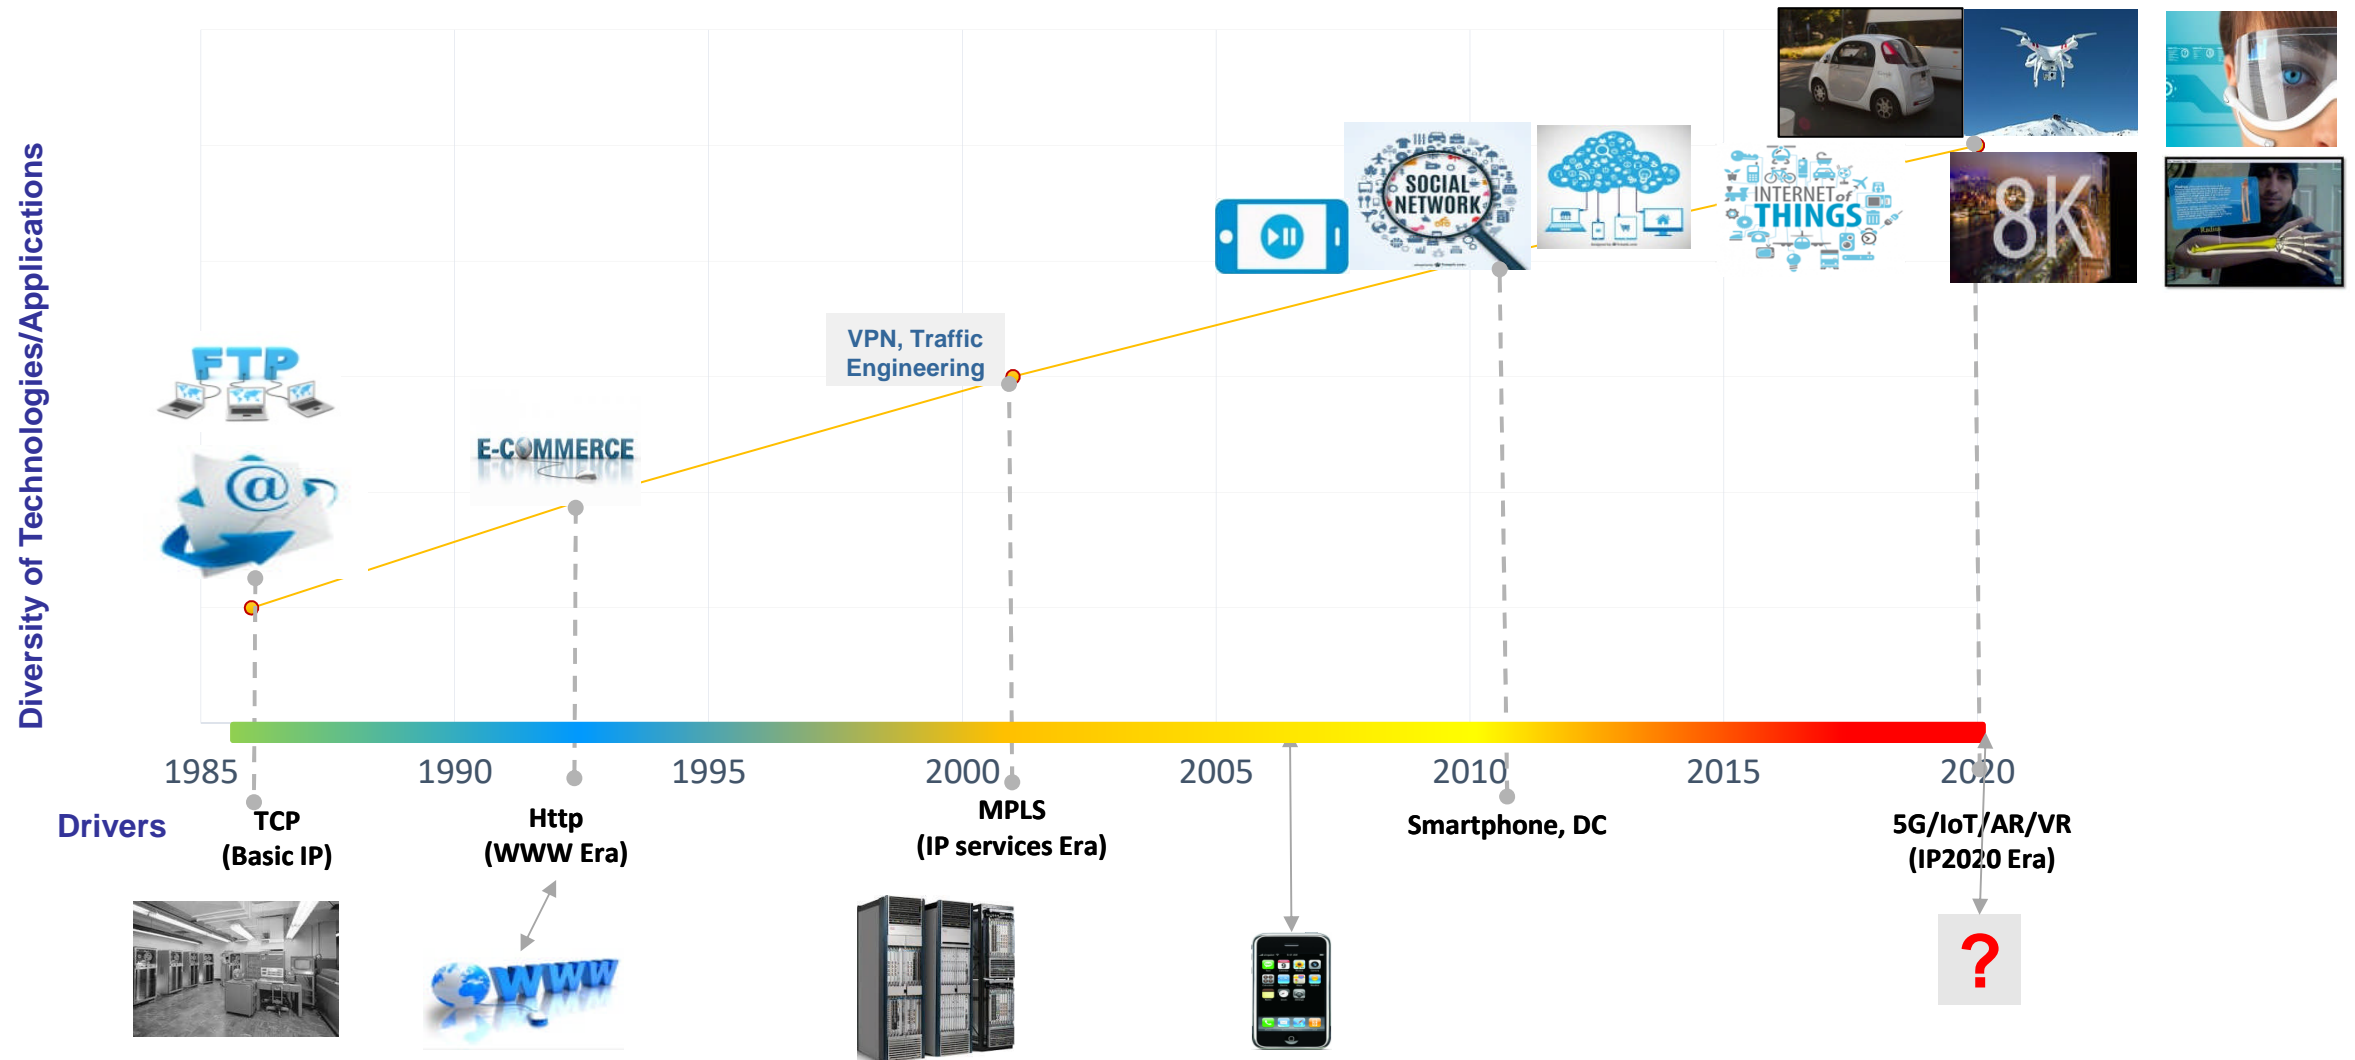 Diversity of Technologies/Applications
FTP
@
E-COMMERCE
VPN, Traffic
Engineering
SOCIAL
NETWORK
INTERNET of
THINGS
8K
Radius
1985
1990
1995
2000
2005
2010
2015
2020
Drivers
TCP
(Basic IP)
Http
(WWW Era)
MPLS
(IP services Era)
Smartphone, DC
5G/IoT/AR/VR
(IP2020 Era)
WWW
?